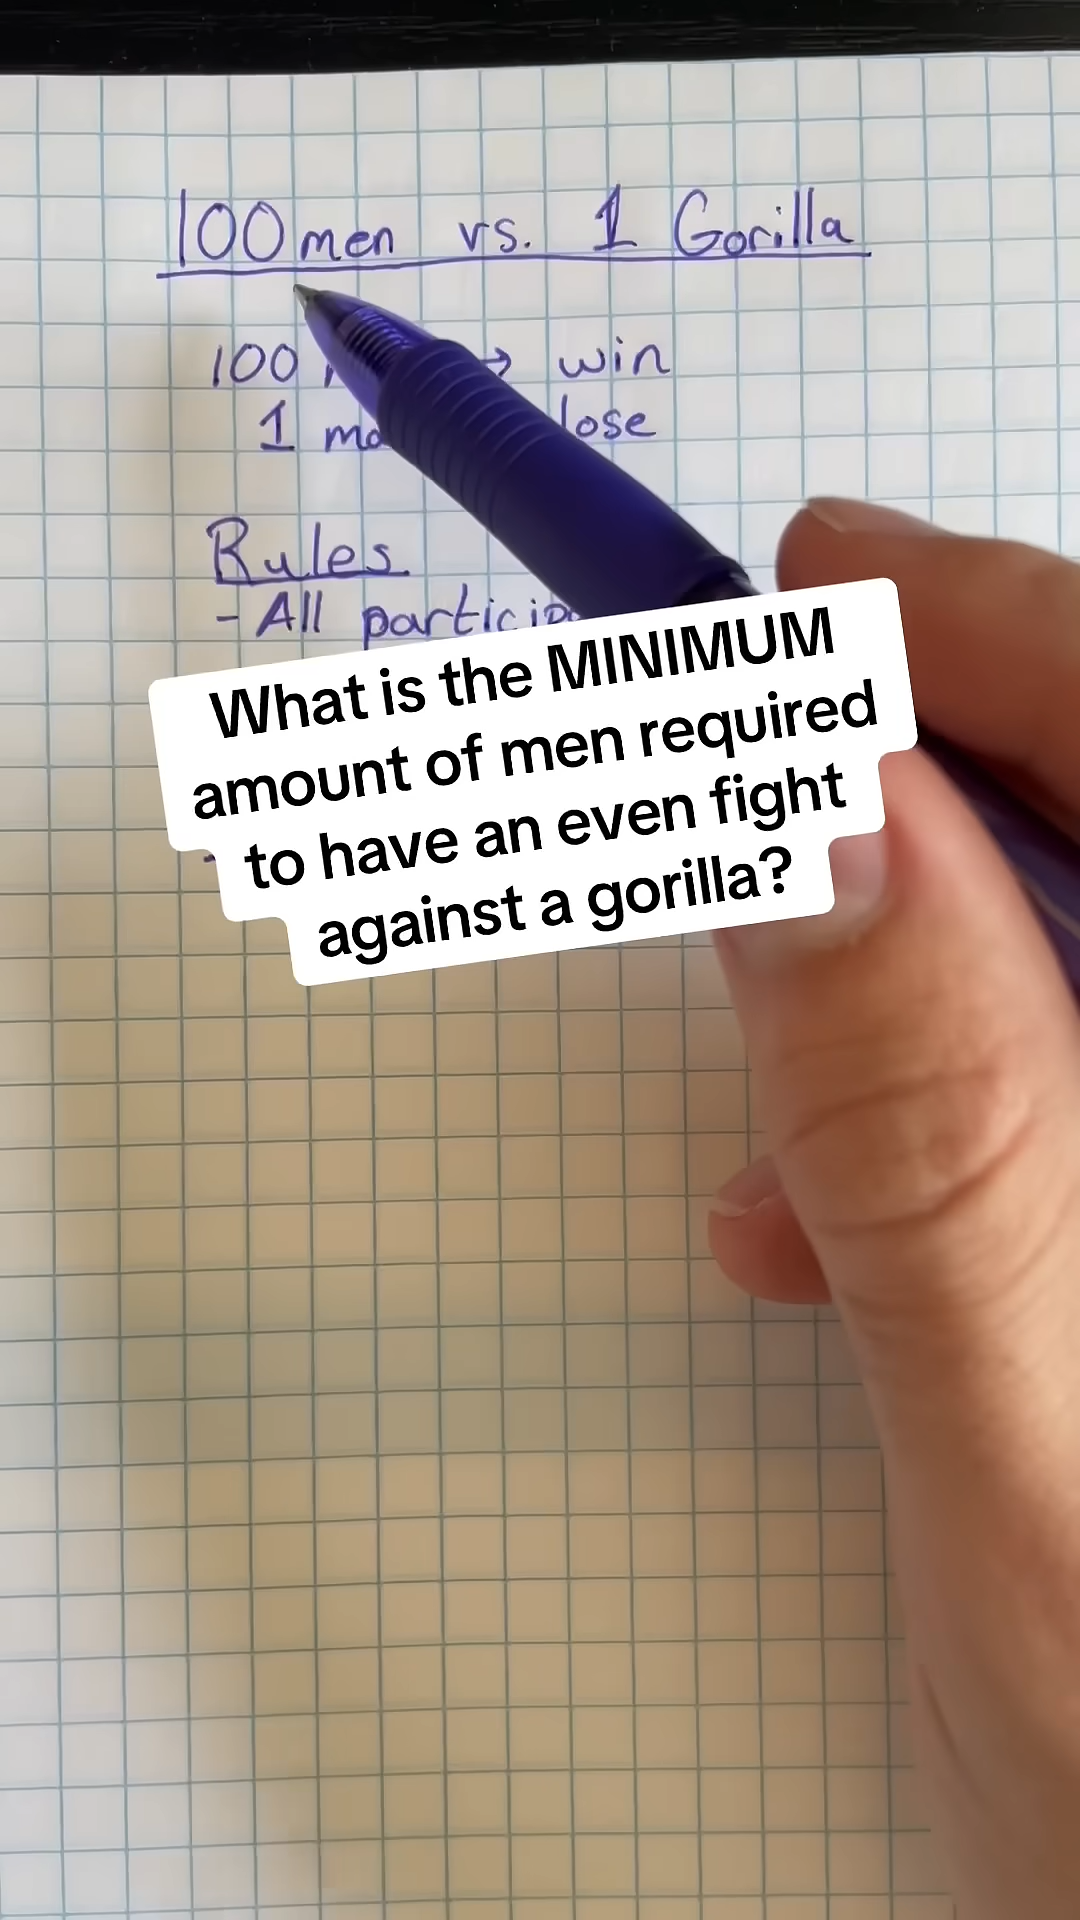 100 men vs. 1 Gorilla
100 → win
1 lose
Rules
- All
What is the MINIMUM
amount of men required
to have an even fight
against a gorilla?